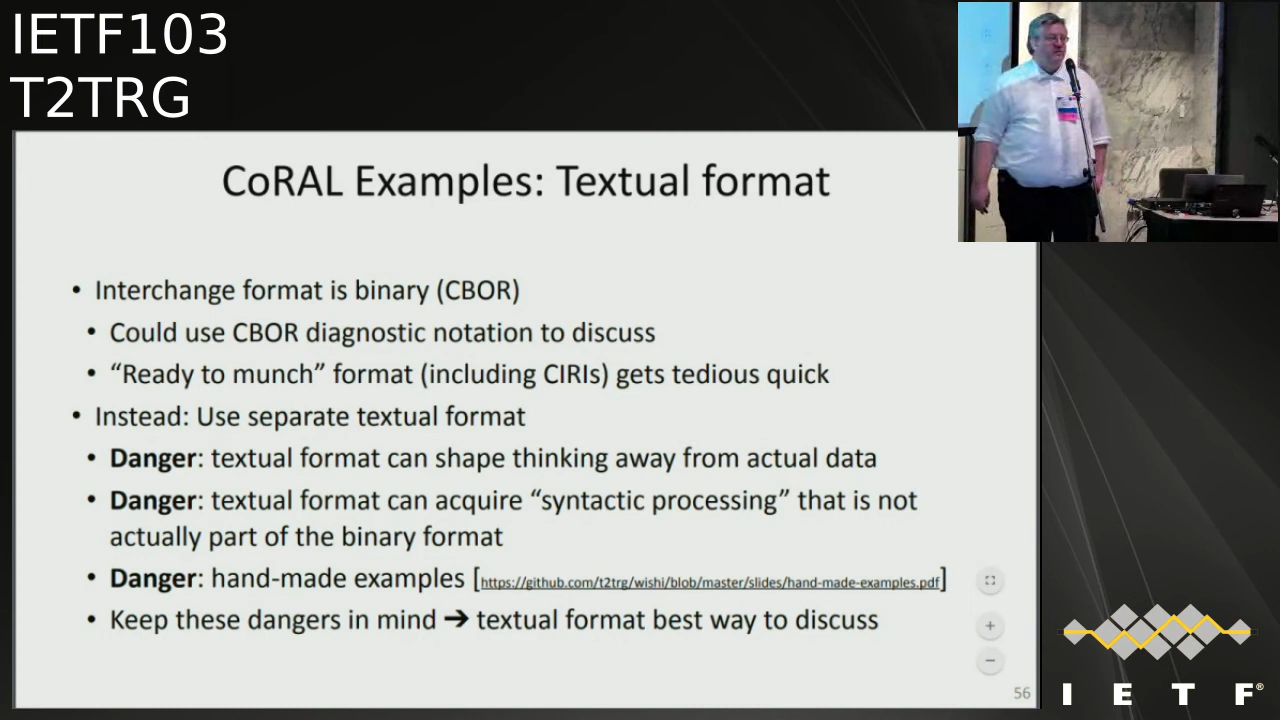 IETF103
T2TRG
CoRAL Examples: Textual format
• Interchange format is binary (CBOR)
• Could use CBOR diagnostic notation to discuss
• “Ready to munch” format (including CIRIs) gets tedious quick
• Instead: Use separate textual format
• Danger: textual format can shape thinking away from actual data
• Danger: textual format can acquire “syntactic processing” that is not
actually part of the binary format
• Danger: hand-made examples [https://github.com/t2trg/wishi/blob/master/slides/hand-made-examples.pdf]
• Keep these dangers in mind ➔ textual format best way to discuss
56
I E T F®